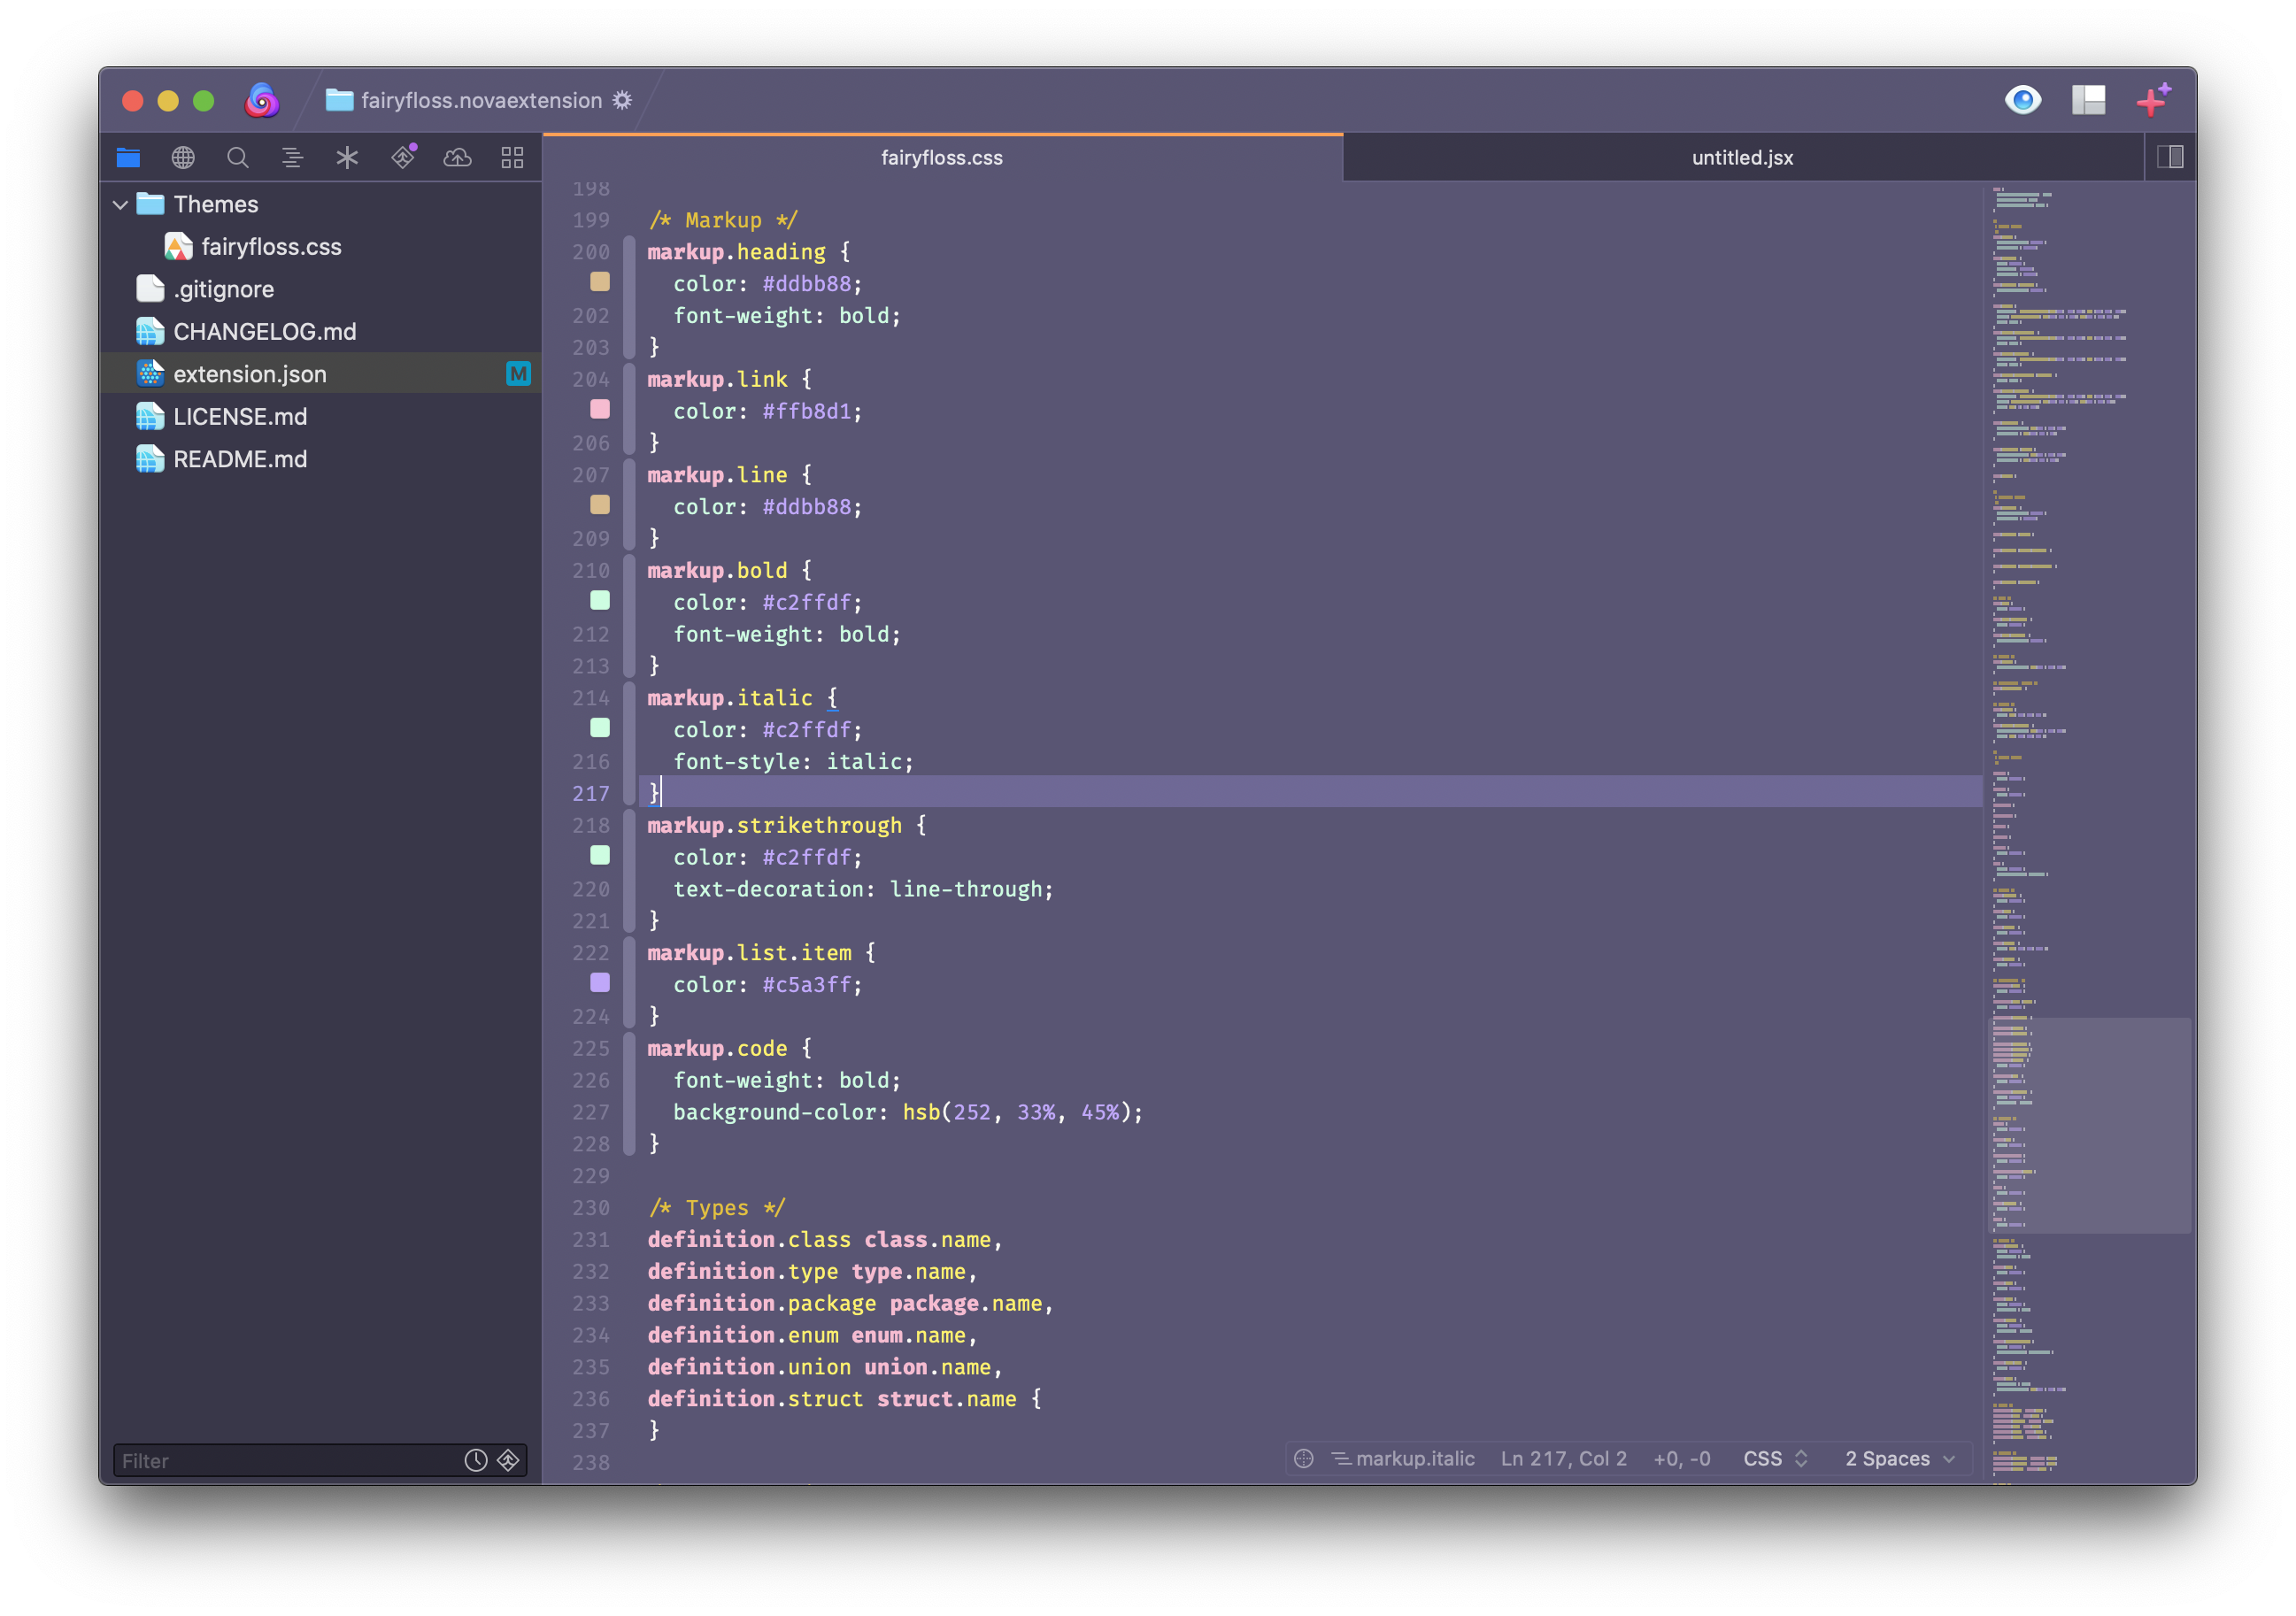 fairyfloss.novaextension
fairyfloss.css
untitled.jsx
Themes
fairyfloss.css
.gitignore
CHANGELOG.md
extension.json M
LICENSE.md
README.md
Filter
198
199 /* Markup */
200 markup.heading {
color: #ddbb88;
202 font-weight: bold;
203 }
204 markup.link {
color: #ffb8d1;
206 }
207 markup.line {
color: #ddbb88;
209 }
210 markup.bold {
color: #c2ffdf;
212 font-weight: bold;
213 }
214 markup.italic {
color: #c2ffdf;
216 font-style: italic;
217 }
218 markup.strikethrough {
color: #c2ffdf;
220 text-decoration: line-through;
221 }
222 markup.list.item {
color: #c5a3ff;
224 }
225 markup.code {
226 font-weight: bold;
227 background-color: hsb(252, 33%, 45%);
228 }
229
230 /* Types */
231 definition.class class.name,
232 definition.type type.name,
233 definition.package package.name,
234 definition.enum enum.name,
235 definition.union union.name,
236 definition.struct struct.name {
237 }
238
markup.italic Ln 217, Col 2 +0, -0 CSS 2 Spaces